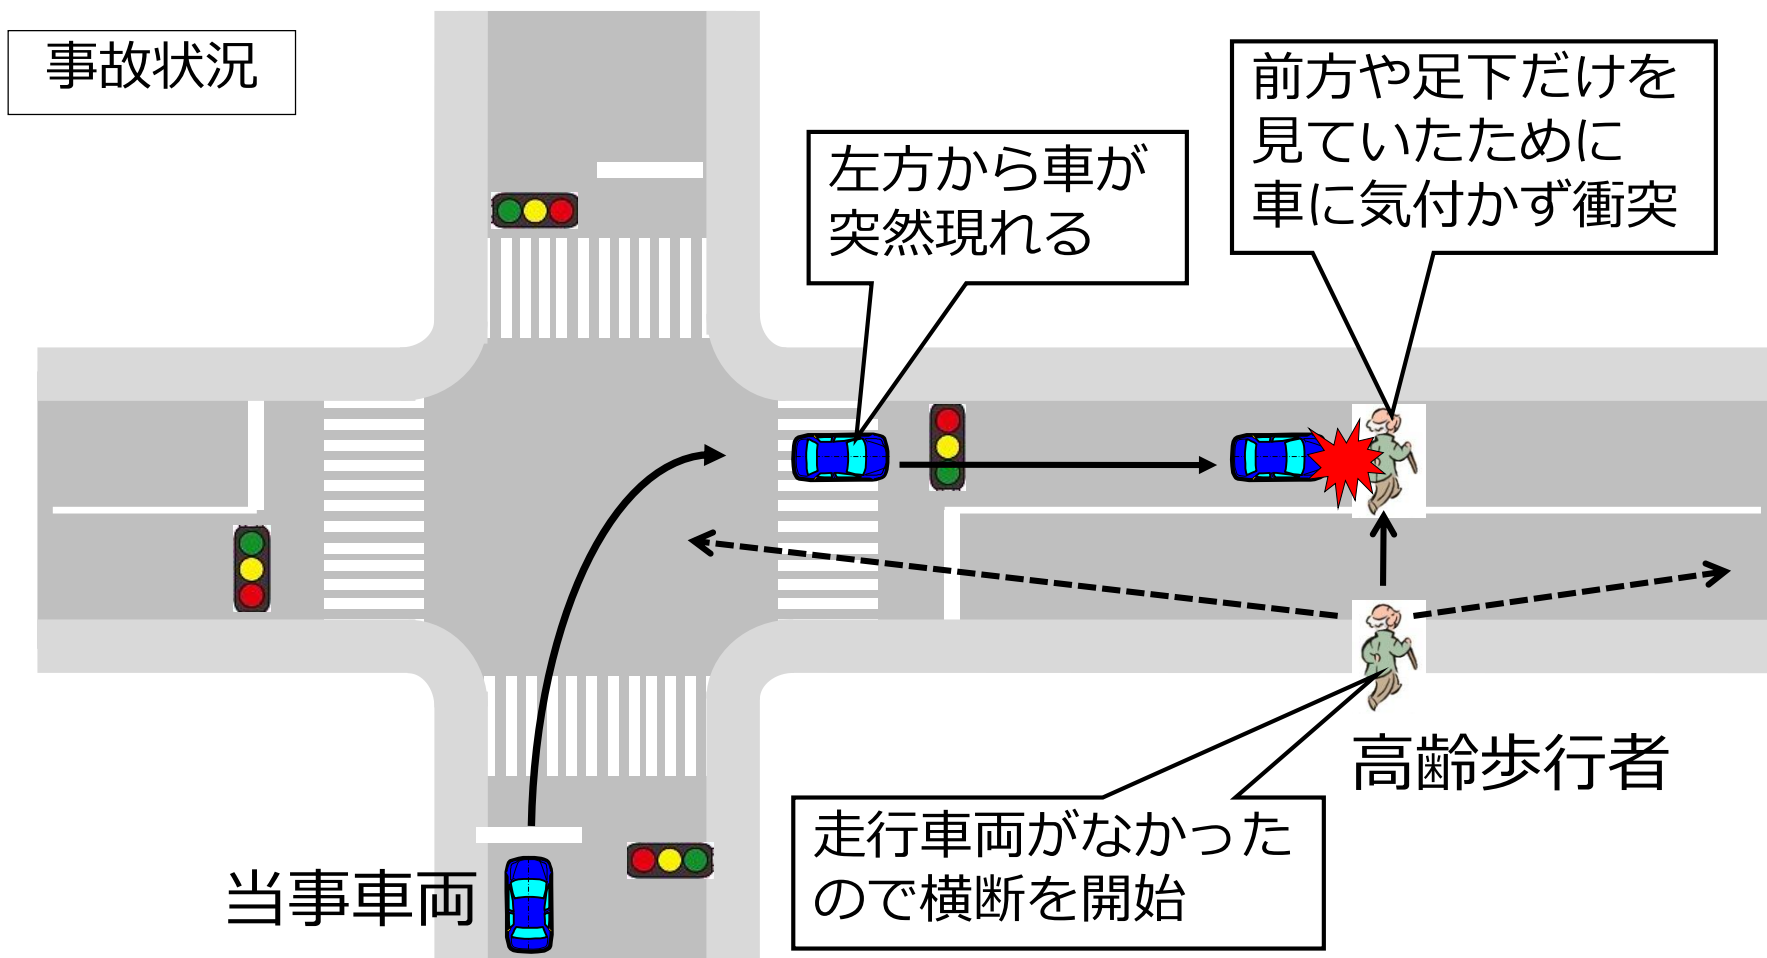 事故状況
左方から車が
突然現れる
前方や足下だけを
見ていたために
車に気付かず衝突
高齢歩行者
走行車両がなかった
ので横断を開始
当事車両